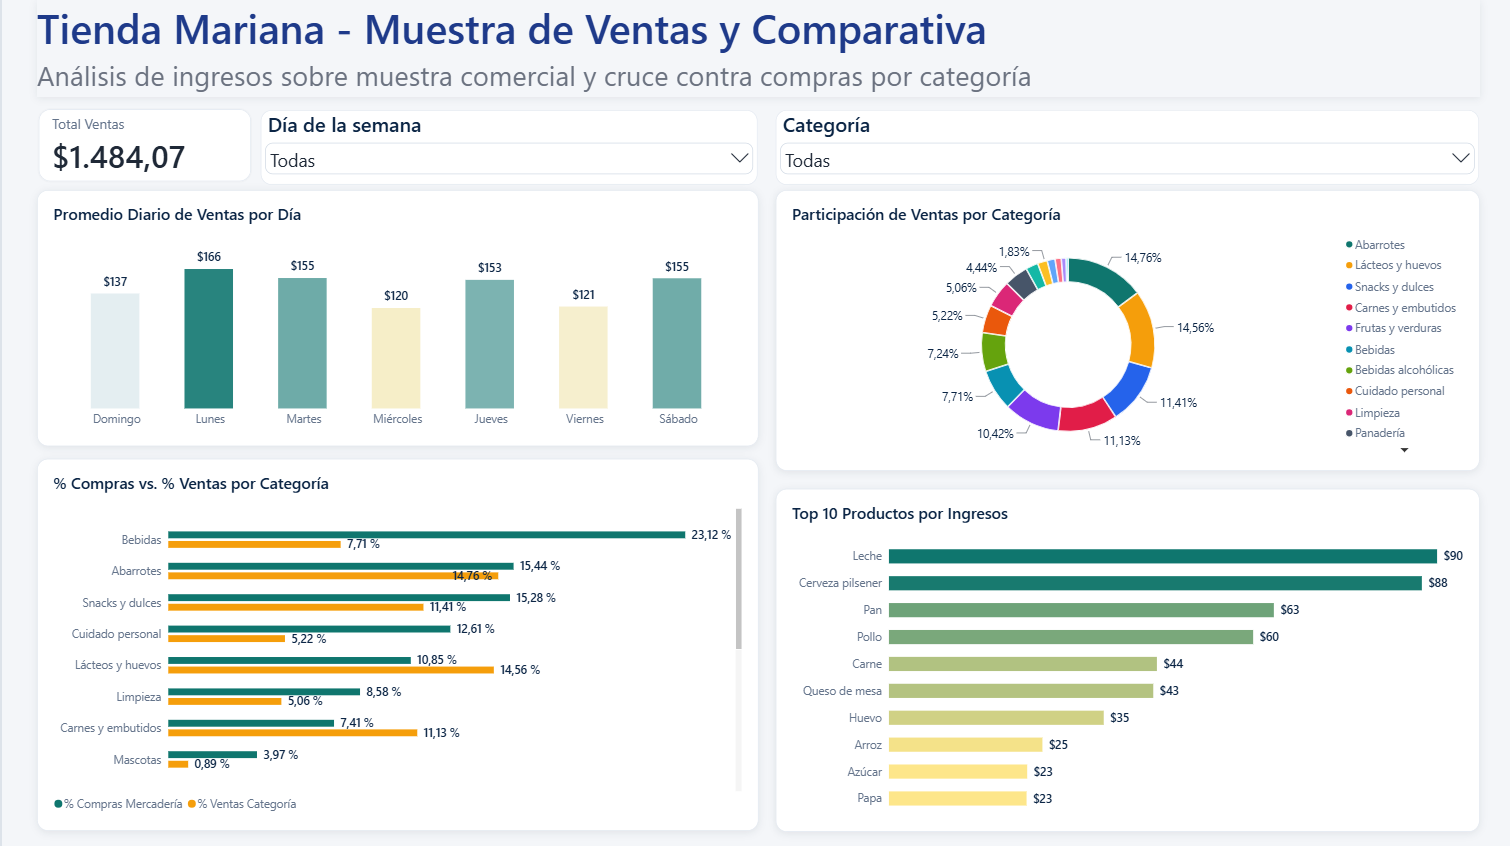 Tienda Mariana - Muestra de Ventas y Comparativa
Análisis de ingresos sobre muestra comercial y cruce contra compras por categoría
Total Ventas
$1.484,07
Día de la semana
Todas
Categoría
Todas
Promedio Diario de Ventas por Día
$137
$166
$155
$120
$153
$121
$155
Domingo
Lunes
Martes
Miércoles
Jueves
Viernes
Sábado
Participación de Ventas por Categoría
14,76%
14,56%
11,41%
11,13%
10,42%
7,71%
7,24%
5,22%
5,06%
4,44%
1,83%
Abarrotes
Lácteos y huevos
Snacks y dulces
Carnes y embutidos
Frutas y verduras
Bebidas
Bebidas alcohólicas
Cuidado personal
Limpieza
Panadería
% Compras vs. % Ventas por Categoría
Bebidas
23,12 %
7,71 %
Abarrotes
15,44 %
14,76 %
Snacks y dulces
15,28 %
11,41 %
Cuidado personal
12,61 %
5,22 %
Lácteos y huevos
10,85 %
14,56 %
Limpieza
8,58 %
5,06 %
Carnes y embutidos
7,41 %
11,13 %
Mascotas
3,97 %
0,89 %
% Compras Mercadería
% Ventas Categoría
Top 10 Productos por Ingresos
Leche $90
Cerveza pilsener $88
Pan $63
Pollo $60
Carne $44
Queso de mesa $43
Huevo $35
Arroz $25
Azúcar $23
Papa $23